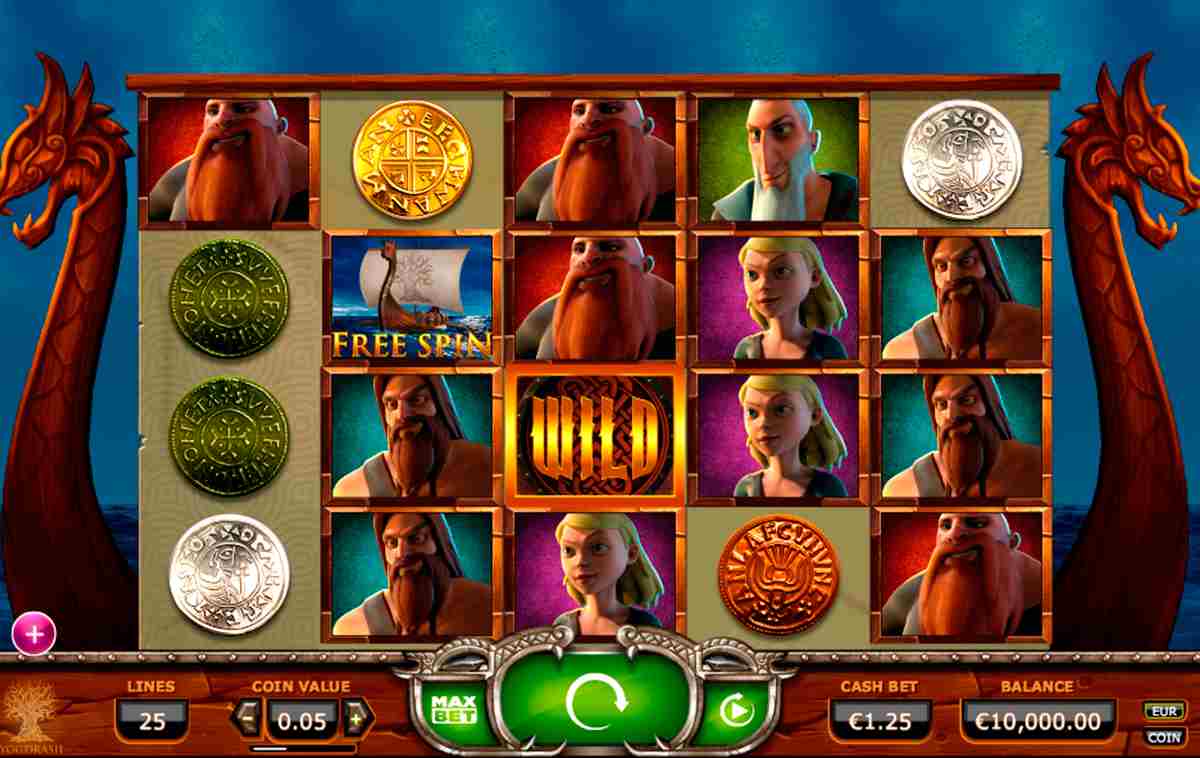 FREE SPIN
WILD
LINES
25
COIN VALUE
- 0.05 +
MAX
BET
CASH BET
€1.25
BALANCE
€10,000.00
EUR
COIN
YGGDRASIL